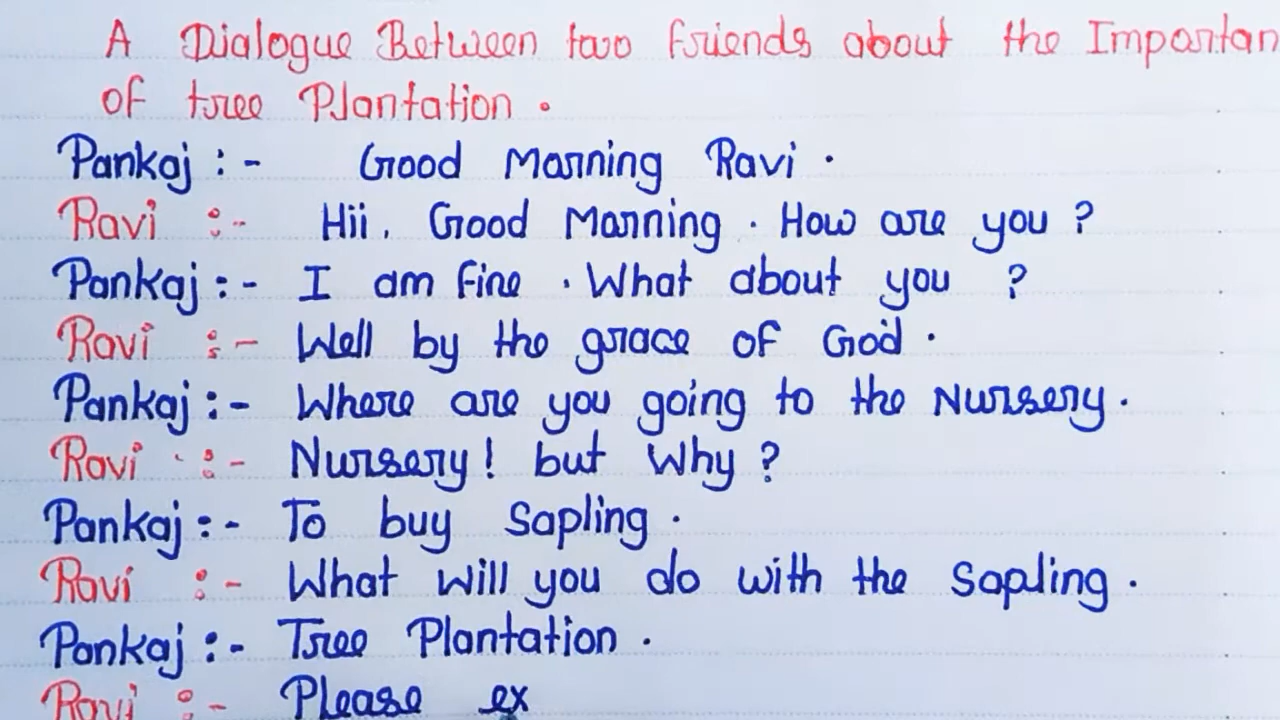 A Dialogue Between two friends about the Importan
of tree Plantation.
Pankaj :- Good Morning Ravi.
Ravi :- Hii. Good Morning. How are you?
Pankaj :- I am fine. What about you?
Ravi :- Well by the grace of God.
Pankaj :- Where are you going to the Nursery.
Ravi :- Nursery! but Why?
Pankaj :- To buy Sapling.
Ravi :- What will you do with the Sapling.
Pankaj :- Tree Plantation.
Ravi :- Please ex